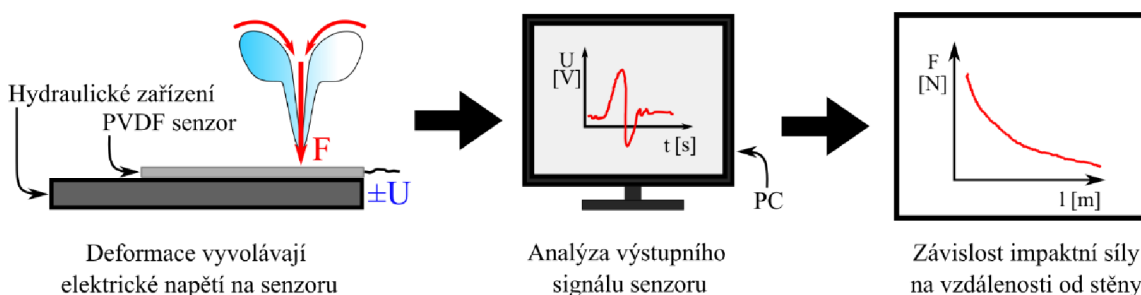 Hydraulické zařízení
PVDF senzor
F
±U
Deformace vyvolávají
elektrické napětí na senzoru
U
[V]
t [s]
PC
Analýza výstupního
signálu senzoru
F
[N]
l [m]
Závislost impaktní síly
na vzdálenosti od stěny